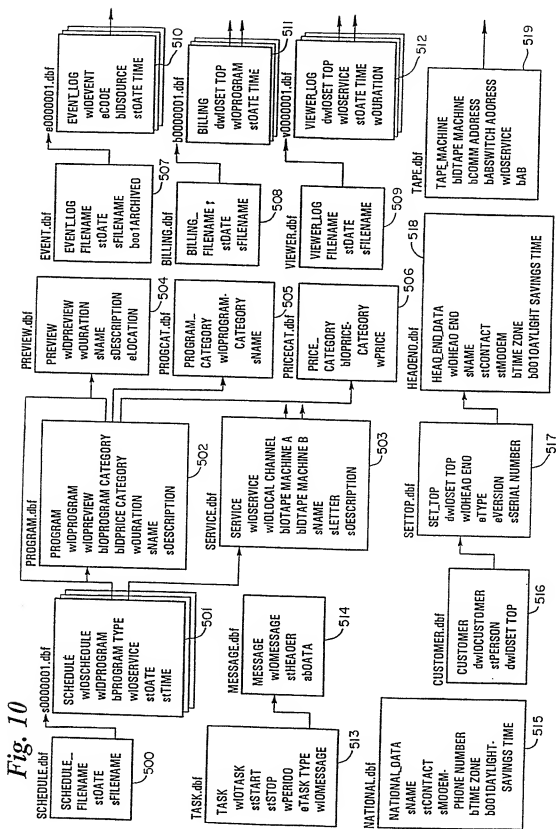 Fig. 10
SCHEDULE.dbf
SCHEDULE_
FILENAME
stDATE
sFILENAME
500
s0000001.dbf
SCHEDULE
wIDSCHEDULE
wIDPROGRAM
bPROGRAM TYPE
wIDSERVICE
stDATE
stTIME
501
PROGRAM.dbf
PROGRAM
wIDPROGRAM
wIDPREVIEW
bIDPROGRAM CATEGORY
bIDPRICE CATEGORY
wDURATION
sNAME
sDESCRIPTION
502
SERVICE.dbf
SERVICE
wIDSERVICE
wIDLOCAL CHANNEL
bIDTAPE MACHINE A
bIDTAPE MACHINE B
sNAME
sLETTER
sDESCRIPTION
503
PREVIEW.dbf
PREVIEW
wIDPREVIEW
wDURATION
sNAME
sDESCRIPTION
eLOCATION
504
PROGCAT.dbf
PROGRAM_
CATEGORY
wIDPROGRAM-
CATEGORY
sNAME
505
PRICECAT.dbf
PRICE_
CATEGORY
bIDPRICE-
CATEGORY
wPRICE
506
EVENT.dbf
EVENT_LOG
FILENAME
stDATE
sFILENAME
boo1ARCHIVED
507
e0000001.dbf
EVENT_LOG
wIDEVENT
eCODE
bIDSOURCE
stDATE TIME
510
BILLING.dbf
BILLING_
FILENAME
stDATE
sFILENAME
508
b0000001.dbf
BILLING
dwIDSET TOP
wIDPROGRAM
stDATE TIME
511
VIEWER.dbf
VIEWER_LOG
FILENAME
stDATE
sFILENAME
509
v0000001.dbf
VIEWER_LOG
dwIDSET TOP
wIDSERVICE
stDATE TIME
wDURATION
512
TASK.dbf
TASK
wIDTASK
stSTART
stSTOP
wPERIDO
eTASK TYPE
wIDMESSAGE
513
MESSAGE.dbf
MESSAGE
wIDMESSAGE
stHEADER
abDATA
514
NATIONAL.dbf
NATIONAL_DATA
sNAME
stCONTACT
sMODEM-
PHONE NUMBER
bTIME ZONE
boo1DAYLIGHT-
SAVINGS TIME
515
CUSTOMER.dbf
CUSTOMER
dwIDCUSTOMER
stPERSON
dwIDSET TOP
516
SETTOP.dbf
SET_TOP
dwIDSET TOP
wIDHEAD END
eTYPE
eVERSION
sSERIAL NUMBER
517
HEADEND.dbf
HEAD_END_DATA
wIDHEAD END
sNAME
stCONTACT
stMODEM
bTIME ZONE
boo1DAYLIGHT SAVINGS TIME
518
TAPE.dbf
TAPE_MACHINE
bIDTAPE MACHINE
bCOMM ADDRESS
bABSWITCH ADDRESS
wIDSERVICE
bAB
519